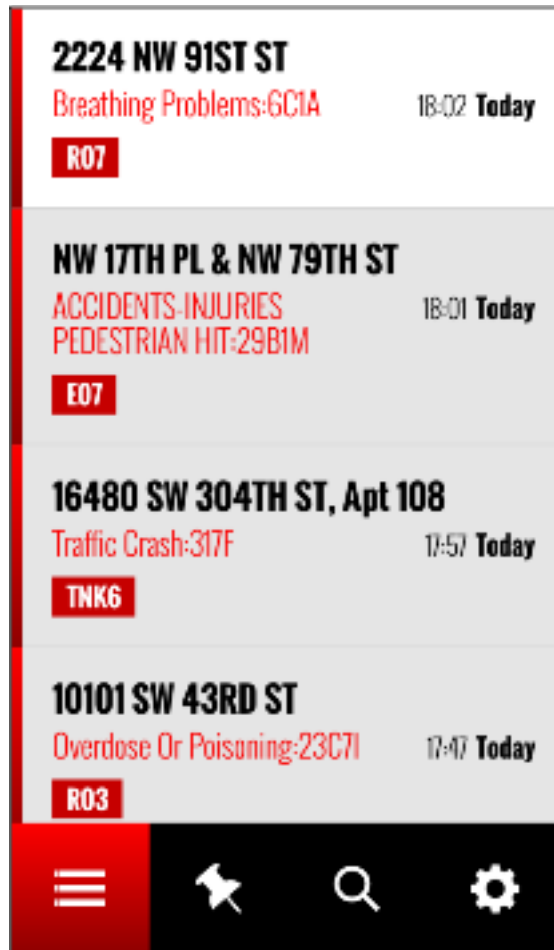 2224 NW 91ST ST
Breathing Problems:6C1A
18:02 Today
R07
NW 17TH PL & NW 79TH ST
ACCIDENTS-INJURIES
PEDESTRIAN HIT:29B1M
18:01 Today
E07
16480 SW 304TH ST, Apt 108
Traffic Crash:317F
17:57 Today
TNK6
10101 SW 43RD ST
Overdose Or Poisoning:23C7I
17:47 Today
R03